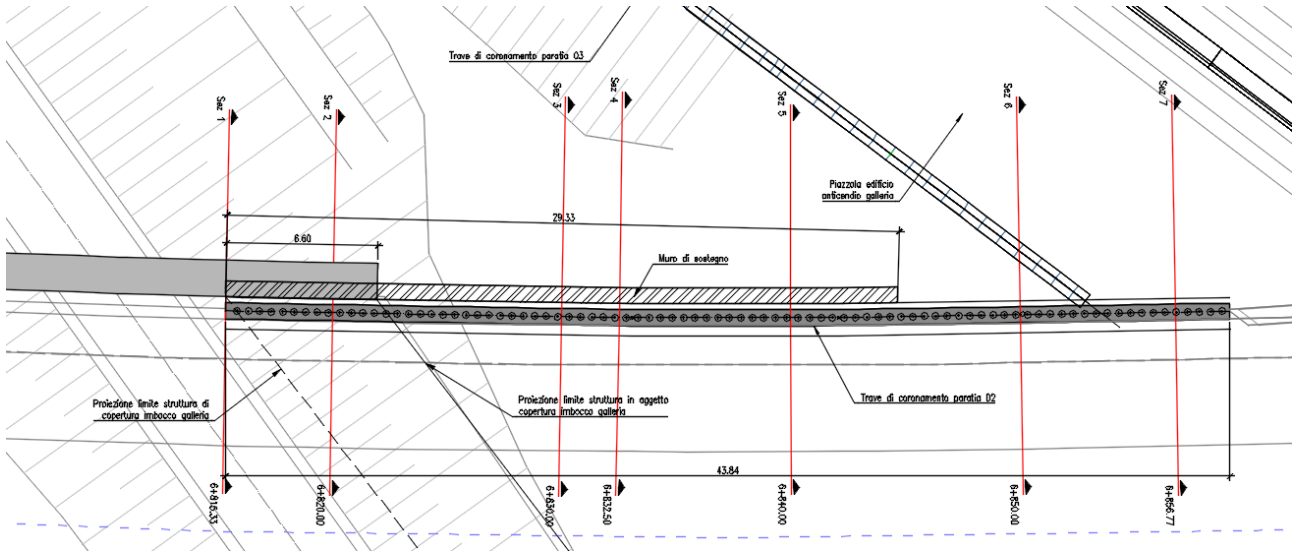 Trave di coronamento paratia 03
Sez 1
Sez 2
Sez 3
Sez 4
Sez 5
Sez 6
Sez 7
Piazzola edificio
anticendio galleria
29.33
6.60
Muro di sostegno
Proiezione limite struttura di
copertura imbocco galleria
Proiezione limite struttura in aggetto
copertura imbocco galleria
Trave di coronamento paratia 02
43.84
6+816.33
6+820.00
6+830.00
6+832.50
6+840.00
6+850.00
6+856.77